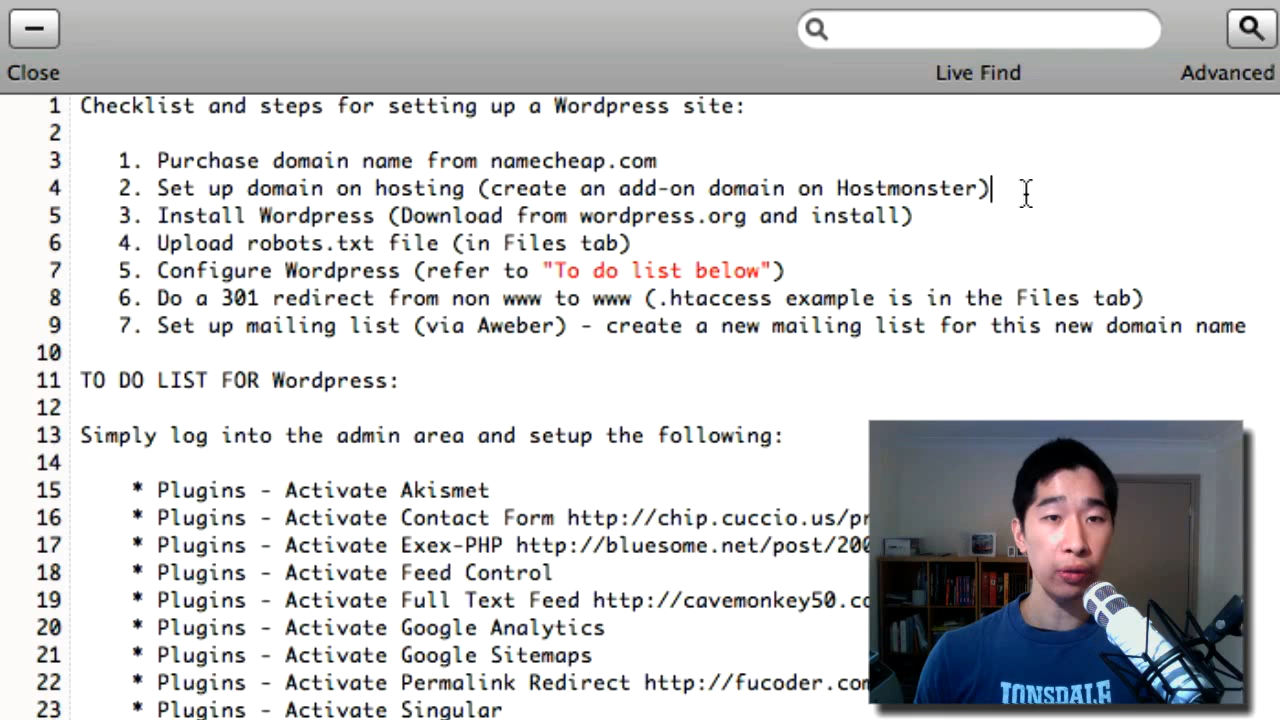 Close
Live Find
Advanced
1 Checklist and steps for setting up a Wordpress site:
2
3 1. Purchase domain name from namecheap.com
4 2. Set up domain on hosting (create an add-on domain on Hostmonster)
5 3. Install Wordpress (Download from wordpress.org and install)
6 4. Upload robots.txt file (in Files tab)
7 5. Configure Wordpress (refer to "To do list below")
8 6. Do a 301 redirect from non www to www (.htaccess example is in the Files tab)
9 7. Set up mailing list (via Aweber) - create a new mailing list for this new domain name
10
11 TO DO LIST FOR Wordpress:
12
13 Simply log into the admin area and setup the following:
14
15 * Plugins - Activate Akismet
16 * Plugins - Activate Contact Form http://chip.cuccio.us/pr
17 * Plugins - Activate Exex-PHP http://bluesome.net/post/200
18 * Plugins - Activate Feed Control
19 * Plugins - Activate Full Text Feed http://cavemonkey50.co
20 * Plugins - Activate Google Analytics
21 * Plugins - Activate Google Sitemaps
22 * Plugins - Activate Permalink Redirect http://fucoder.com
23 * Plugins - Activate Singular
LONSDALE